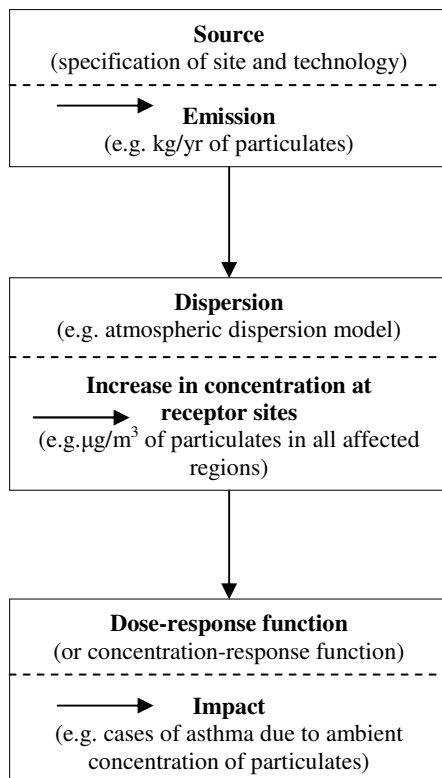 Source
(specification of site and technology)
Emission
(e.g. kg/yr of particulates)
Dispersion
(e.g. atmospheric dispersion model)
Increase in concentration at
receptor sites
(e.g.μg/m³ of particulates in all affected
regions)
Dose-response function
(or concentration-response function)
Impact
(e.g. cases of asthma due to ambient
concentration of particulates)